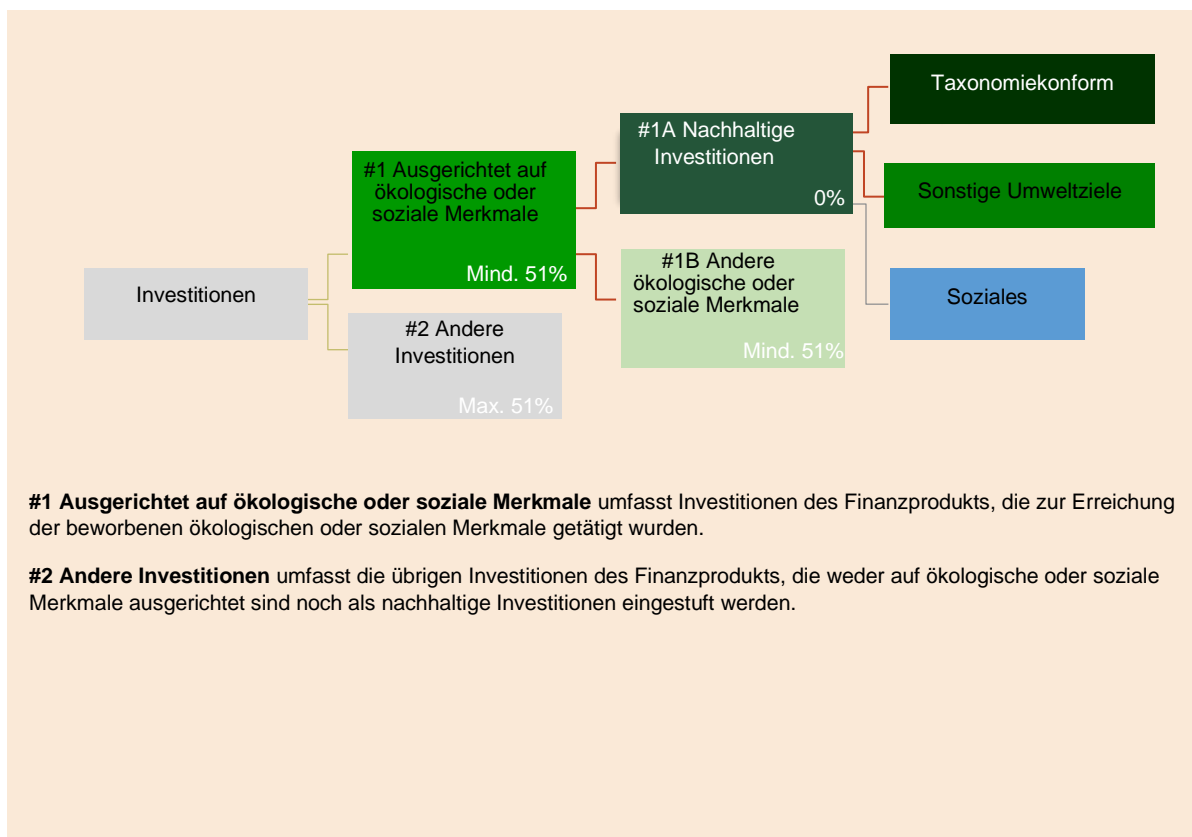 Taxonomiekonform
#1A Nachhaltige
Investitionen
0%
#1 Ausgerichtet auf
ökologische oder
soziale Merkmale
Mind. 51%
Sonstige Umweltziele
#1B Andere
ökologische oder
soziale Merkmale
Mind. 51%
Investitionen
Soziales
#2 Andere
Investitionen
Max. 51%
#1 Ausgerichtet auf ökologische oder soziale Merkmale umfasst Investitionen des Finanzprodukts, die zur Erreichung
der beworbenen ökologischen oder sozialen Merkmale getätigt wurden.
#2 Andere Investitionen umfasst die übrigen Investitionen des Finanzprodukts, die weder auf ökologische oder soziale
Merkmale ausgerichtet sind noch als nachhaltige Investitionen eingestuft werden.